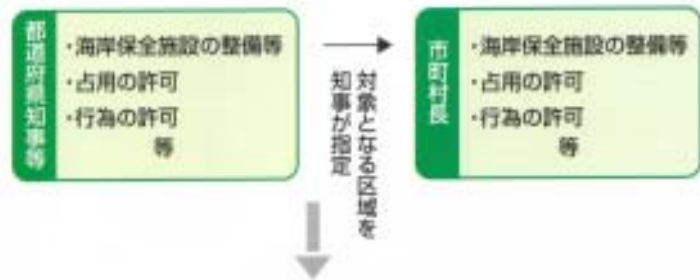 都道府県知事等
・海岸保全施設の整備等
・占用の許可
・行為の許可
等
対象となる区域を
知事が指定
市町村長
・海岸保全施設の整備等
・占用の許可
・行為の許可
等